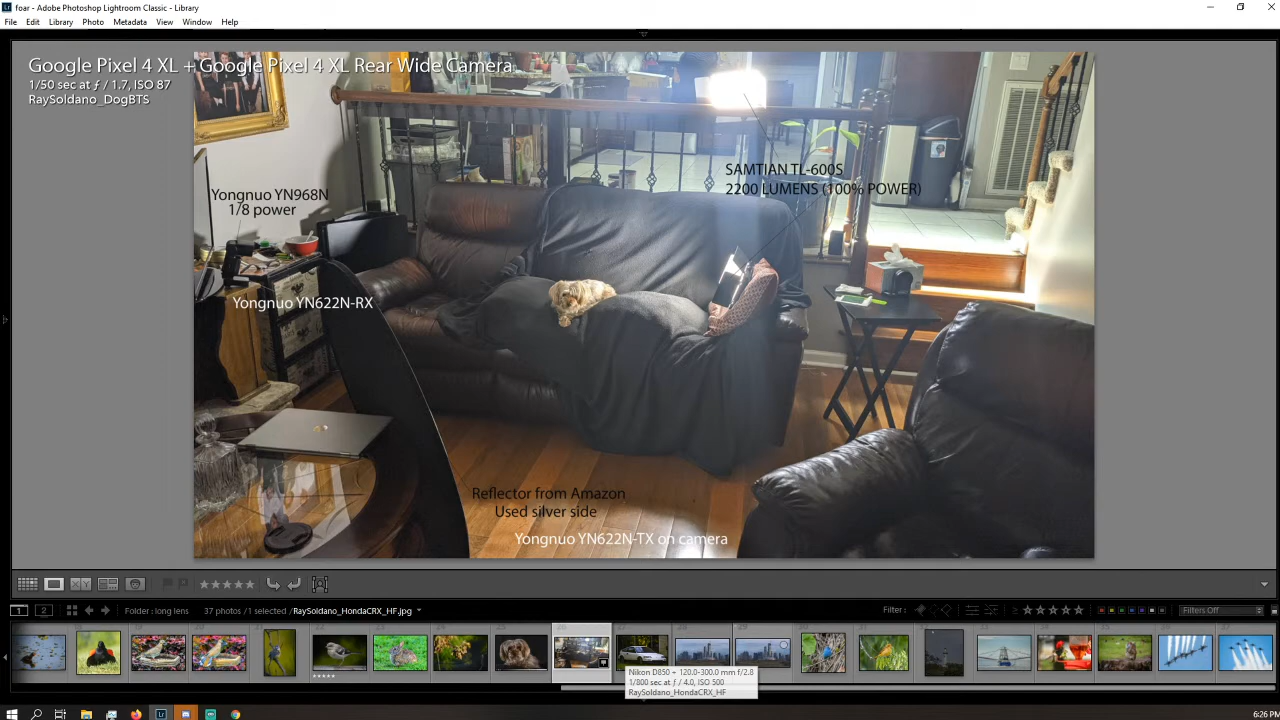 foar - Adobe Photoshop Lightroom Classic - Library
File Edit Library Photo Metadata View Window Help
Google Pixel 4 XL + Google Pixel 4 XL Rear Wide Camera
1/50 sec at ƒ / 1.7, ISO 87
RaySoldano_DogBTS
SAMTIAN TL-600S
2200 LUMENS (100% POWER)
Yongnuo YN968N
1/8 power
Yongnuo YN622N-RX
Reflector from Amazon
Used silver side
Yongnuo YN622N-TX on camera
1 2 Folder : long lens 37 photos / 1 selected / RaySoldano_HondaCRX_HF.jpg Filter : Filters Off
Nikon D850 + 120.0-300.0 mm f/2.8
1/800 sec at ƒ / 4.0, ISO 500
RaySoldano_HondaCRX_HF
6:26 PM